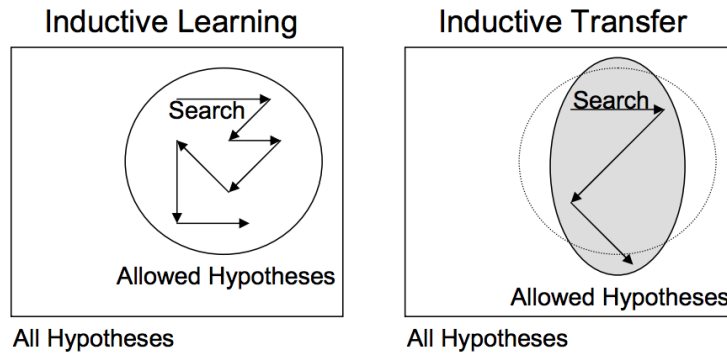 Inductive Learning
Search
Allowed Hypotheses
All Hypotheses
Inductive Transfer
Search
Allowed Hypotheses
All Hypotheses